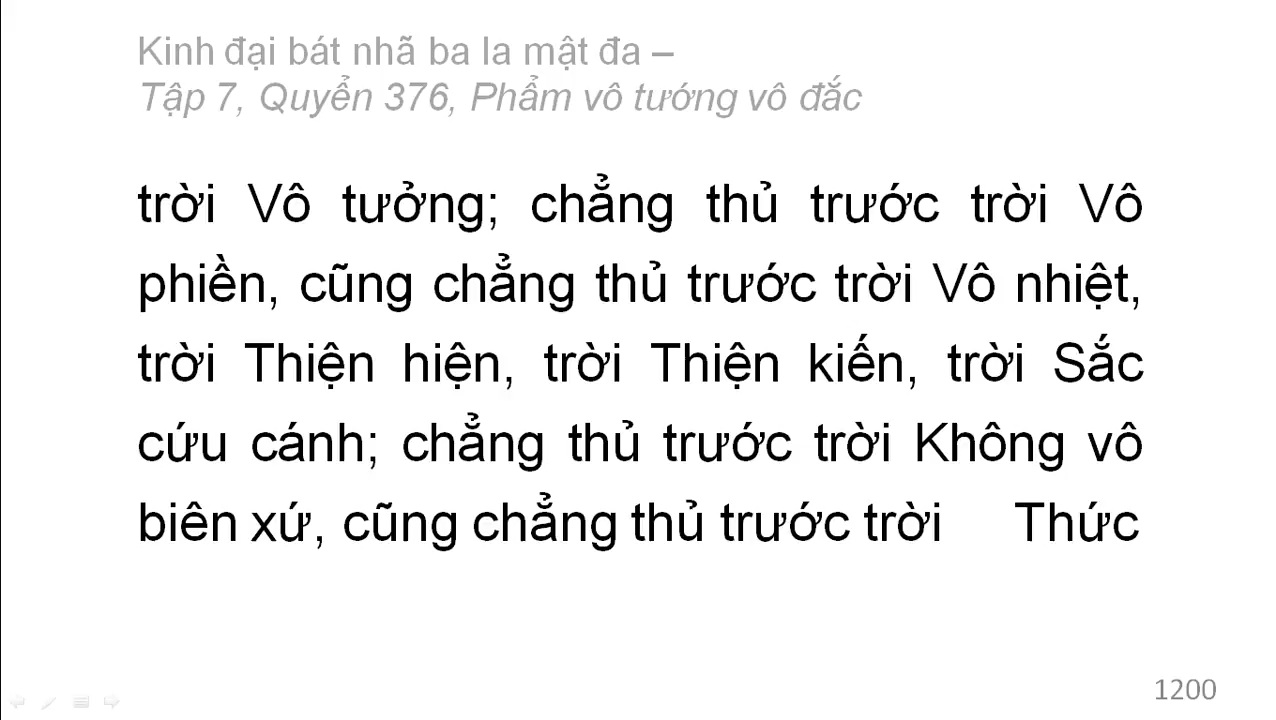 Kinh đại bát nhã ba la mật đa –
Tập 7, Quyển 376, Phẩm vô tướng vô đắc
trời Vô tưởng; chẳng thủ trước trời Vô
phiền, cũng chẳng thủ trước trời Vô nhiệt,
trời Thiện hiện, trời Thiện kiến, trời Sắc
cứu cánh; chẳng thủ trước trời Không vô
biên xứ, cũng chẳng thủ trước trời Thức
1200